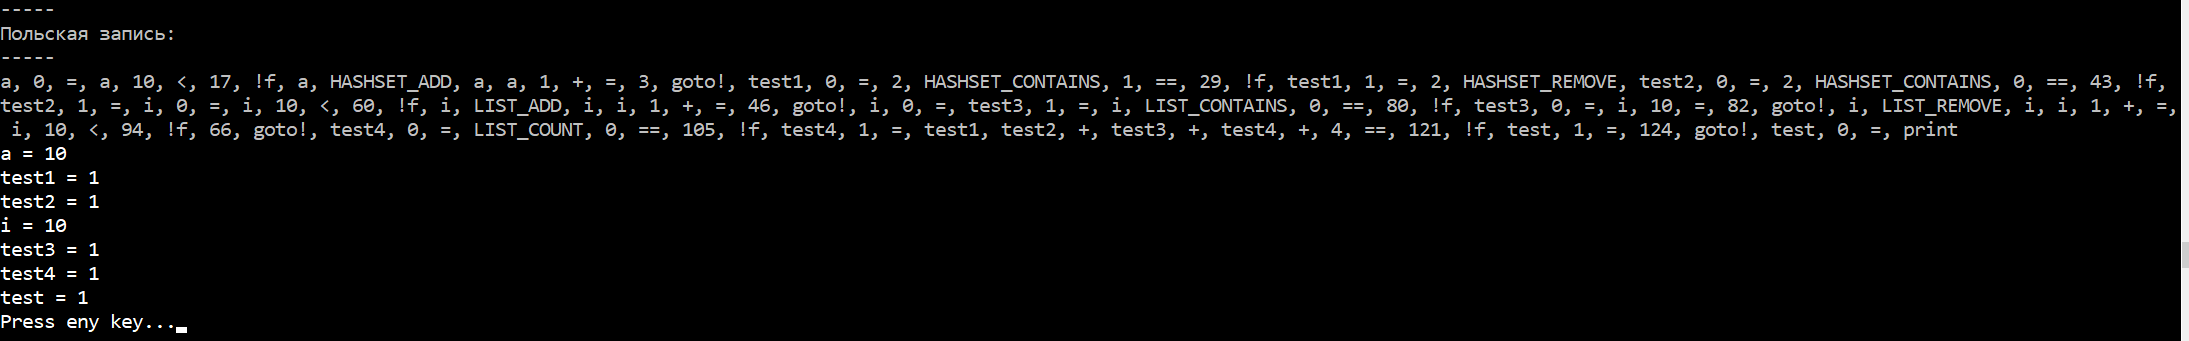 -----
Польская запись:
-----
a, 0, =, a, 10, <, 17, !f, a, HASHSET_ADD, a, a, 1, +, =, 3, goto!, test1, 0, =, 2, HASHSET_CONTAINS, 1, ==, 29, !f, test1, 1, =, 2, HASHSET_REMOVE, test2, 0, =, 2, HASHSET_CONTAINS, 0, ==, 43, !f,
test2, 1, =, i, 0, =, i, 10, <, 60, !f, i, LIST_ADD, i, i, 1, +, =, 46, goto!, i, 0, =, test3, 1, =, i, LIST_CONTAINS, 0, ==, 80, !f, test3, 0, =, i, 10, =, 82, goto!, i, LIST_REMOVE, i, i, 1, +, =,
i, 10, <, 94, !f, 66, goto!, test4, 0, =, LIST_COUNT, 0, ==, 105, !f, test4, 1, =, test1, test2, +, test3, +, test4, +, 4, ==, 121, !f, test, 1, =, 124, goto!, test, 0, =, print
a = 10
test1 = 1
test2 = 1
i = 10
test3 = 1
test4 = 1
test = 1
Press eny key...